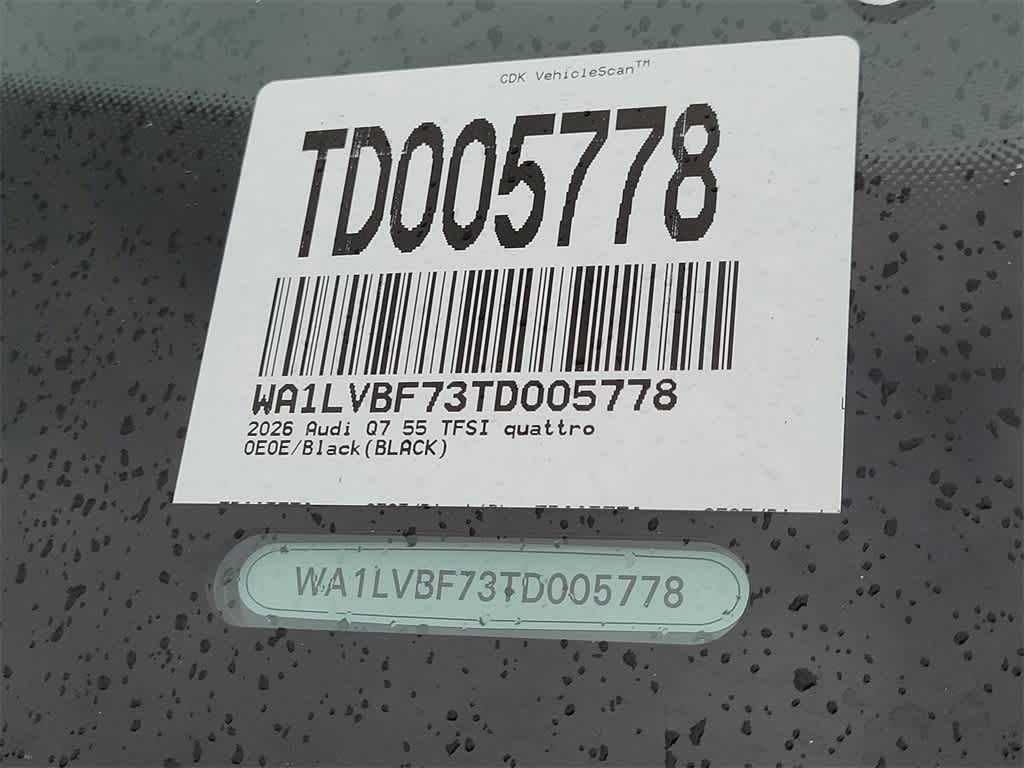 CDK VehicleScan™
TD005778
WA1LVBF73TD005778
2026 Audi Q7 55 TFSI quattro
0E0E/Black(BLACK)
WA1LVBF73TD005778